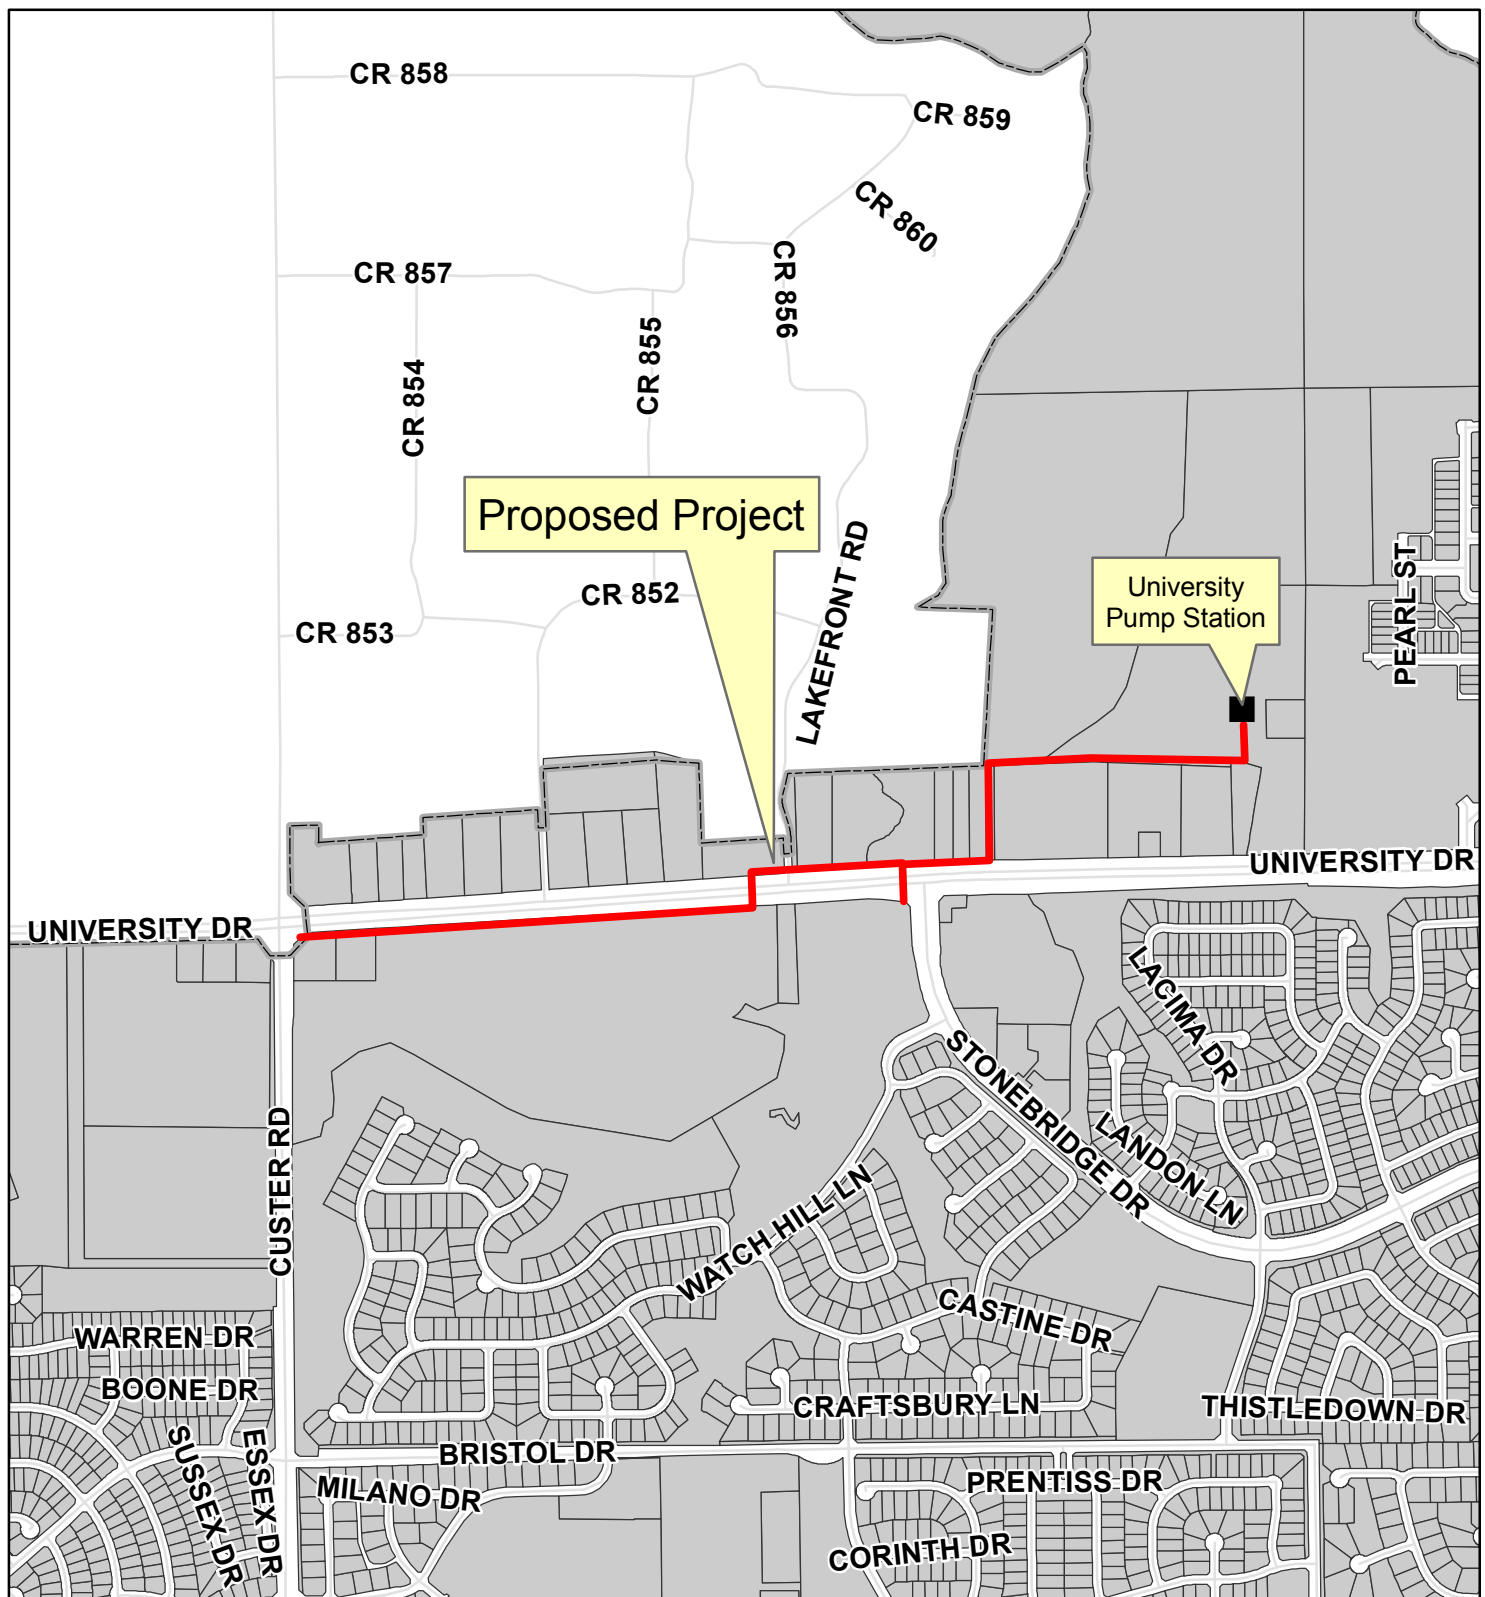 CR 858
CR 859
CR 860
CR 857
CR 856
CR 855
CR 854
Proposed Project
LAKEFRONT RD
University
Pump Station
PEARL ST
CR 852
CR 853
UNIVERSITY DR
UNIVERSITY DR
LACIMA DR
STONEBRIDGE DR
LANDON LN
CUSTER RD
WATCH HILL LN
CASTINE DR
WARREN DR
BOONE DR
CRAFTSBURY LN
THISTLEDOWN DR
SUSSEX DR
ESSEX DR
BRISTOL DR
MILANO DR
PRENTISS DR
CORINTH DR